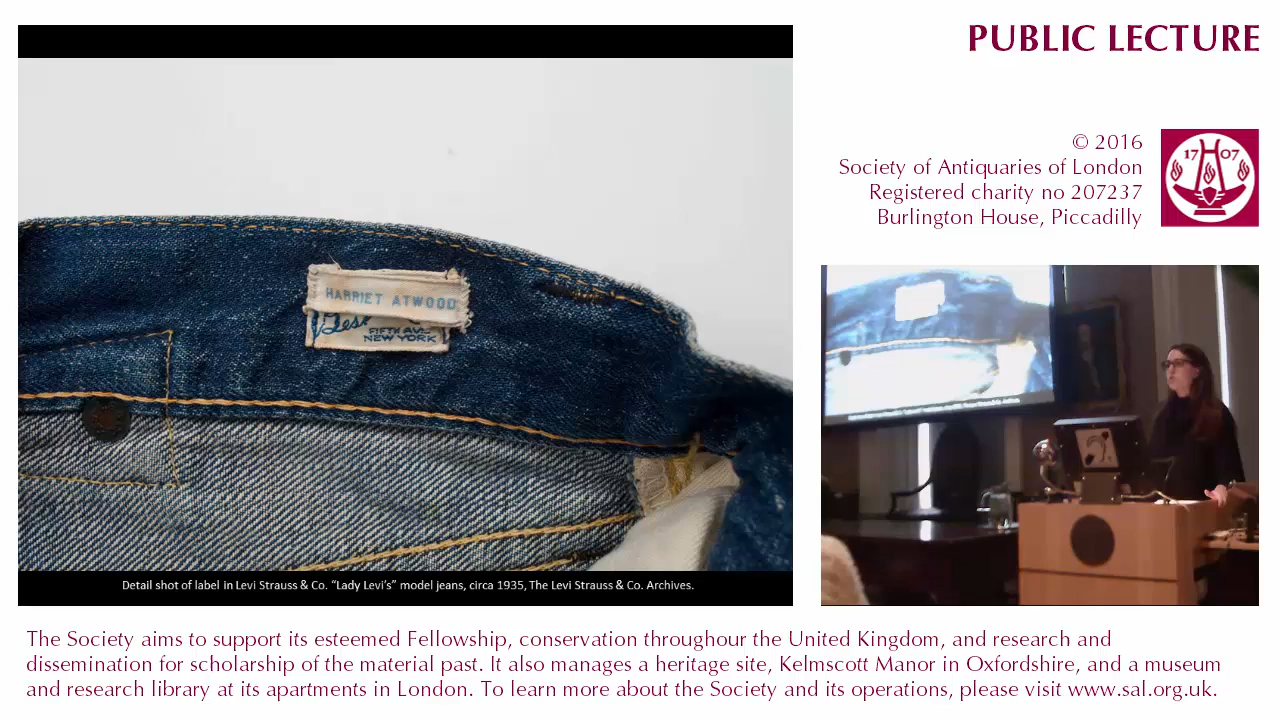 PUBLIC LECTURE
© 2016
Society of Antiquaries of London
Registered charity no 207237
Burlington House, Piccadilly
17 07
HARRIET ATWOOD
Best
FIFTH AVE
NEW YORK
Detail shot of label in Levi Strauss & Co. “Lady Levi’s” model jeans, circa 1935, The Levi Strauss & Co. Archives.
The Society aims to support its esteemed Fellowship, conservation throughour the United Kingdom, and research and
dissemination for scholarship of the material past. It also manages a heritage site, Kelmscott Manor in Oxfordshire, and a museum
and research library at its apartments in London. To learn more about the Society and its operations, please visit www.sal.org.uk.